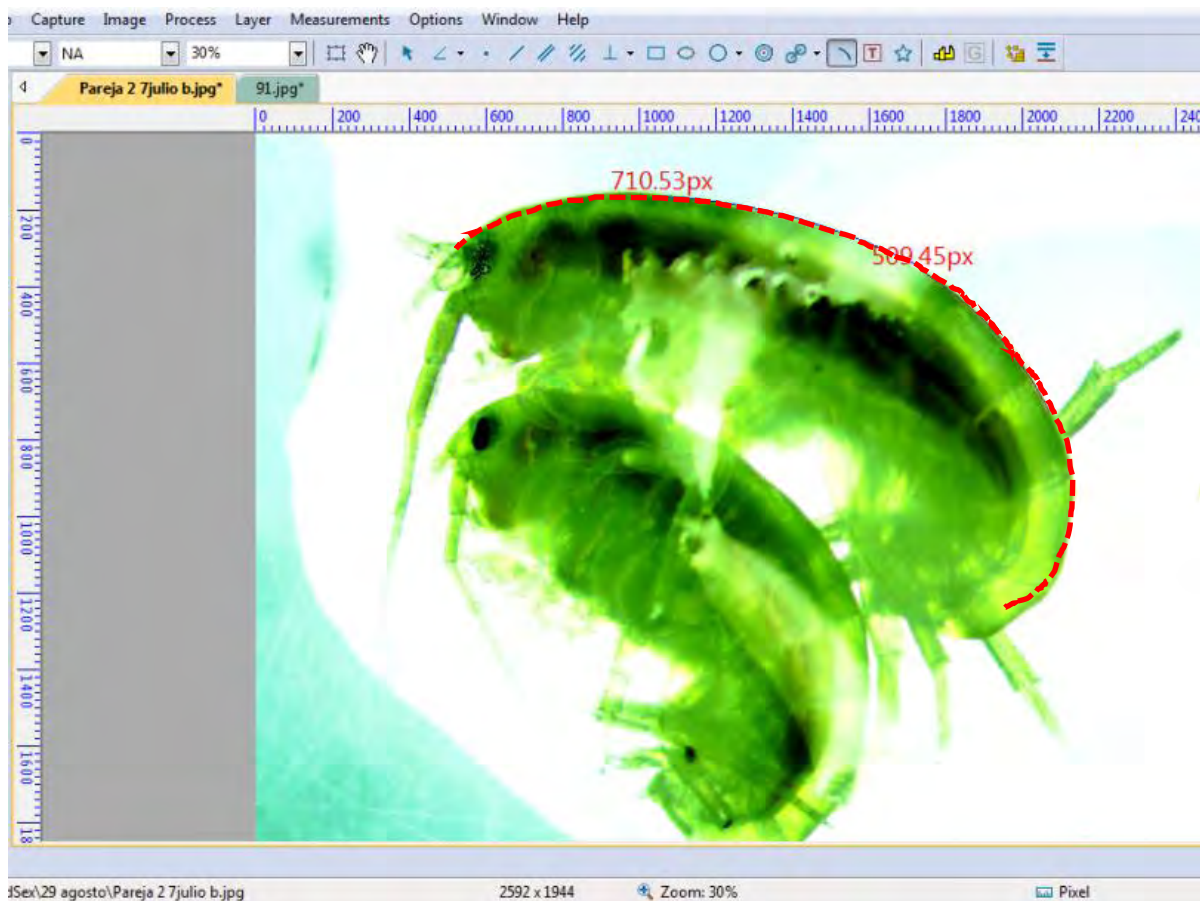 Capture Image Process Layer Measurements Options Window Help
NA 30%
T G
Pareja 2 7julio b.jpg* 91.jpg*
0 200 400 600 800 1000 1200 1400 1600 1800 2000 2200 240
0
200
400
600
800
1000
1200
1400
1600
18
710.53px
509.45px
dSex\29 agosto\Pareja 2 7julio b.jpg 2592 x 1944 Zoom: 30% Pixel